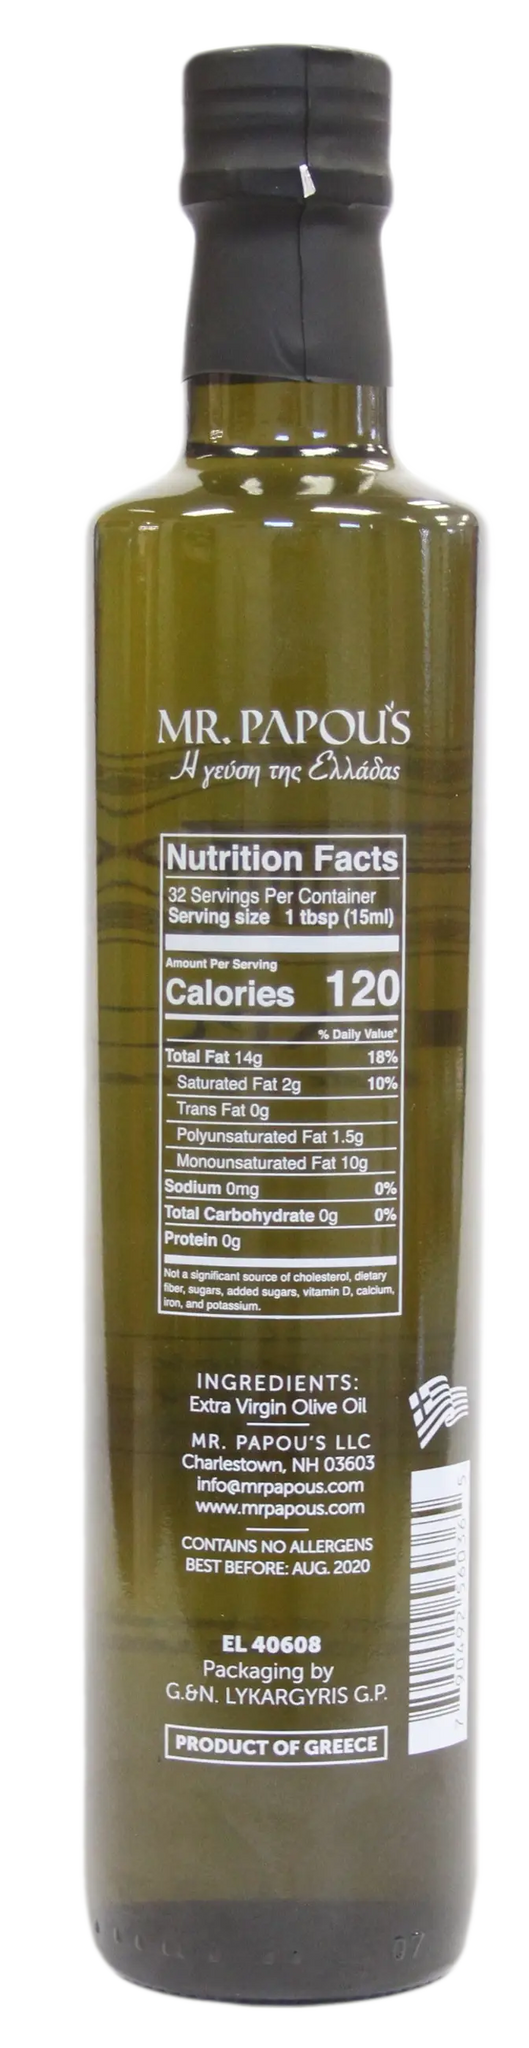 MR. PAPOU'S
Η γεύση της Ελλάδας
Nutrition Facts
32 Servings Per Container
Serving size 1 tbsp (15ml)
Amount Per Serving
Calories 120
% Daily Value*
Total Fat 14g 18%
Saturated Fat 2g 10%
Trans Fat 0g
Polyunsaturated Fat 1.5g
Monounsaturated Fat 10g
Sodium 0mg 0%
Total Carbohydrate 0g 0%
Protein 0g
Not a significant source of cholesterol, dietary
fiber, sugars, added sugars, vitamin D, calcium,
iron, and potassium.
INGREDIENTS:
Extra Virgin Olive Oil
MR. PAPOU'S LLC
Charlestown, NH 03603
info@mrpapous.com
www.mrpapous.com
CONTAINS NO ALLERGENS
BEST BEFORE: AUG. 2020
EL 40608
Packaging by
G.&N. LYKARGYRIS G.P.
PRODUCT OF GREECE
07